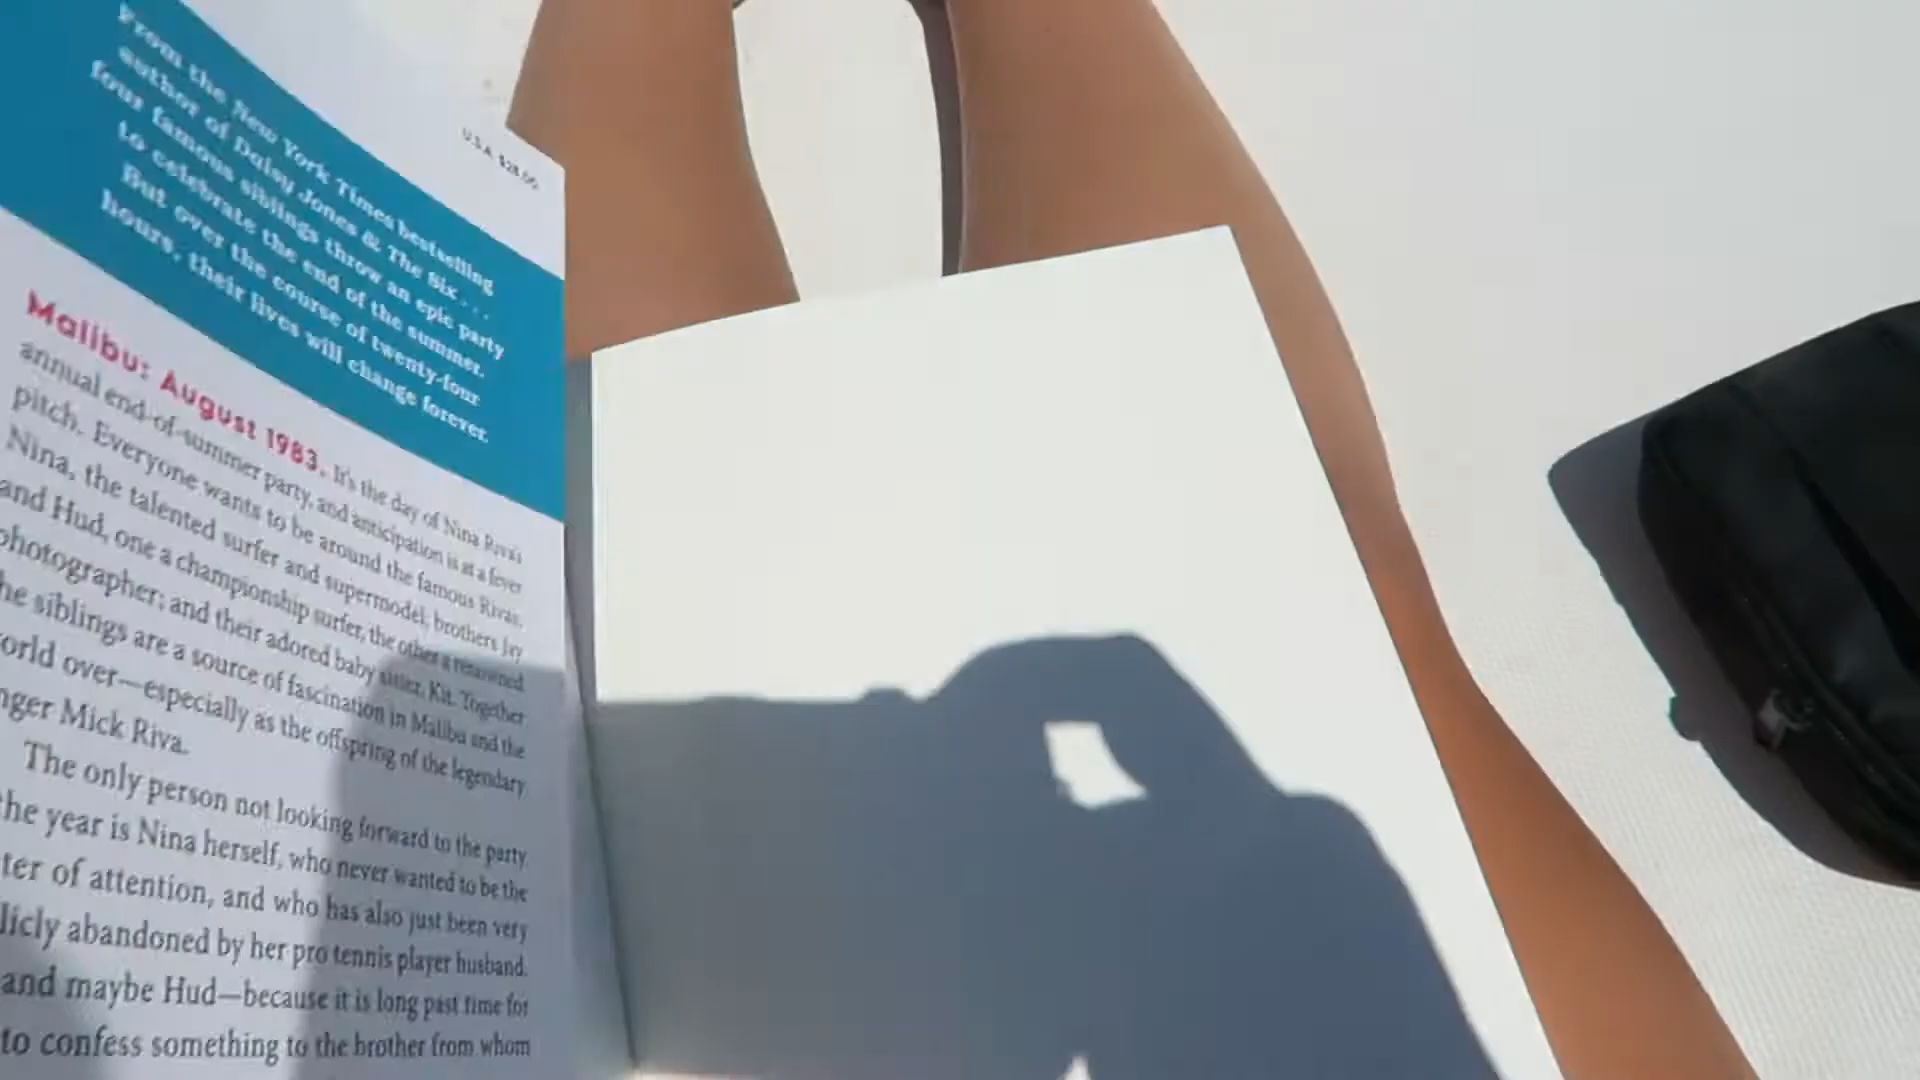 U.S.A. $28.00
From the New York Times bestselling
author of Daisy Jones & The Six . . .
four famous siblings throw an epic party
to celebrate the end of the summer.
But over the course of twenty-four
hours, their lives will change forever.
Malibu: August 1983. It's the day of Nina Riva's
annual end-of-summer party, and anticipation is at a fever
pitch. Everyone wants to be around the famous Rivas:
Nina, the talented surfer and supermodel; brothers Jay
and Hud, one a championship surfer, the other a renowned
photographer; and their adored baby sister, Kit. Together
he siblings are a source of fascination in Malibu and the
orld over—especially as the offspring of the legendary
nger Mick Riva.
The only person not looking forward to the party
the year is Nina herself, who never wanted to be the
ter of attention, and who has also just been very
licly abandoned by her pro tennis player husband.
and maybe Hud—because it is long past time for
to confess something to the brother from whom